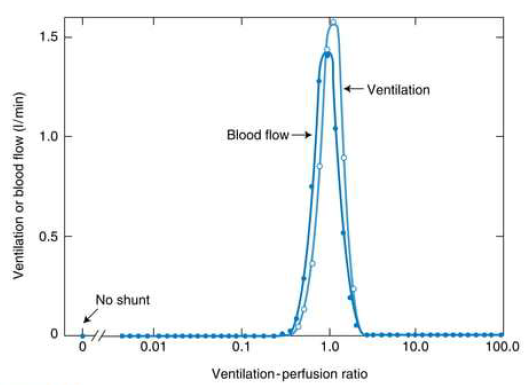 Ventilation or blood flow (l/min)
1.5
1.0
0.5
0
Ventilation
Blood flow
No shunt
0 0.01 0.1 1.0 10.0 100.0
Ventilation-perfusion ratio